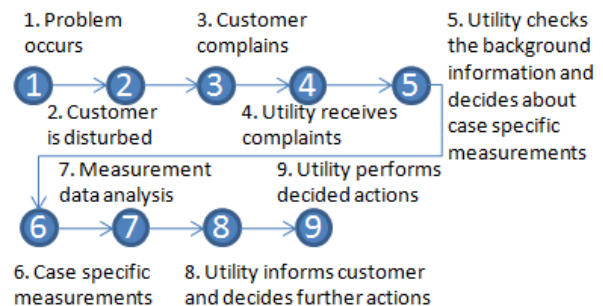 1. Problem
occurs
3. Customer
complains
5. Utility checks
the background
information and
decides about
case specific
measurements
1
2
3
4
5
2. Customer
is disturbed
4. Utility receives
complaints
7. Measurement
data analysis
9. Utility performs
decided actions
6
7
8
9
6. Case specific
measurements
8. Utility informs customer
and decides further actions